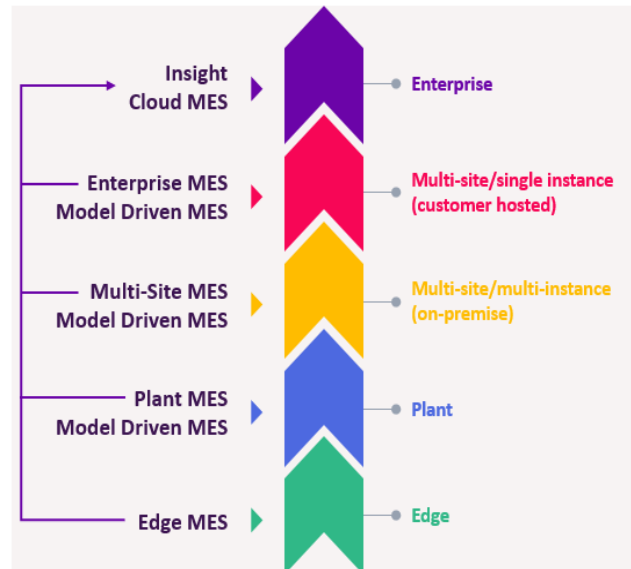 Insight
Cloud MES
Enterprise
Enterprise MES
Model Driven MES
Multi-site/single instance
(customer hosted)
Multi-Site MES
Model Driven MES
Multi-site/multi-instance
(on-premise)
Plant MES
Model Driven MES
Plant
Edge MES
Edge